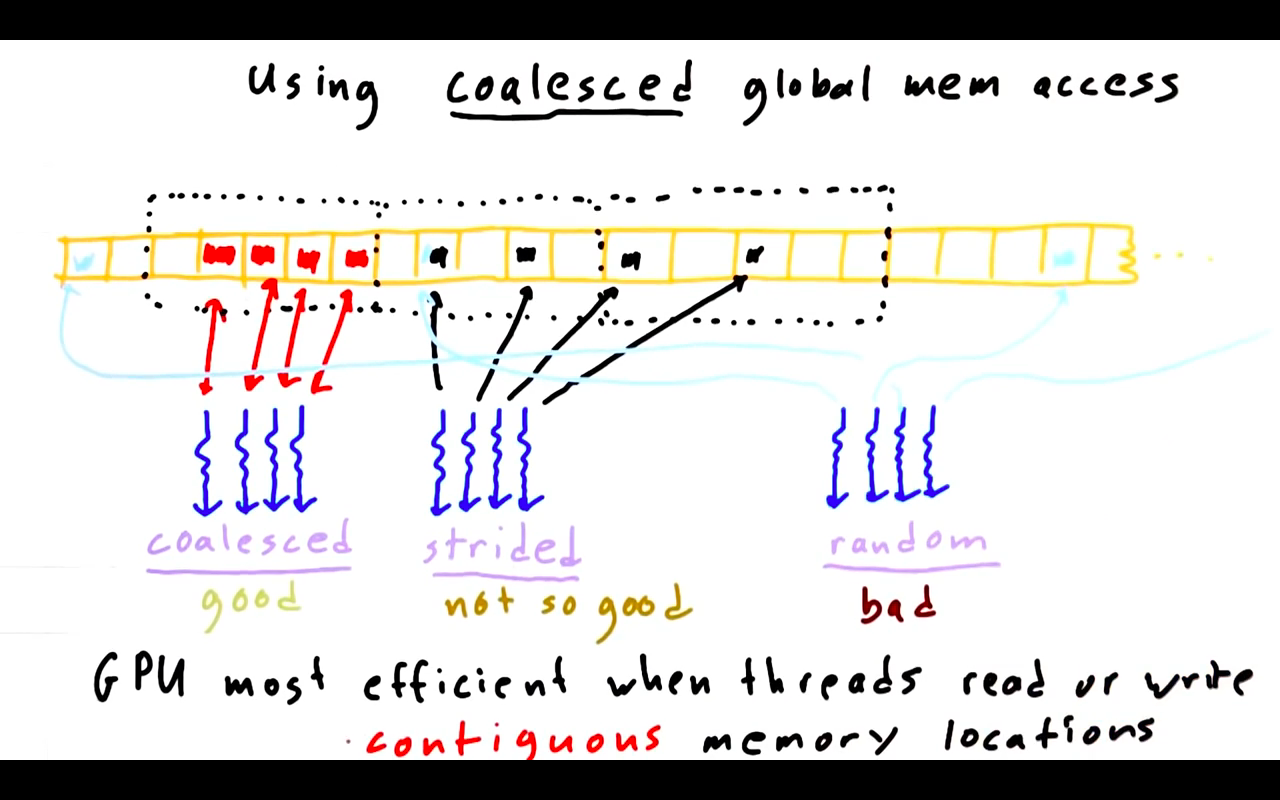 Using coalesced global mem access
coalesced strided random
good not so good bad
GPU most efficient when threads read or write
contiguous memory locations